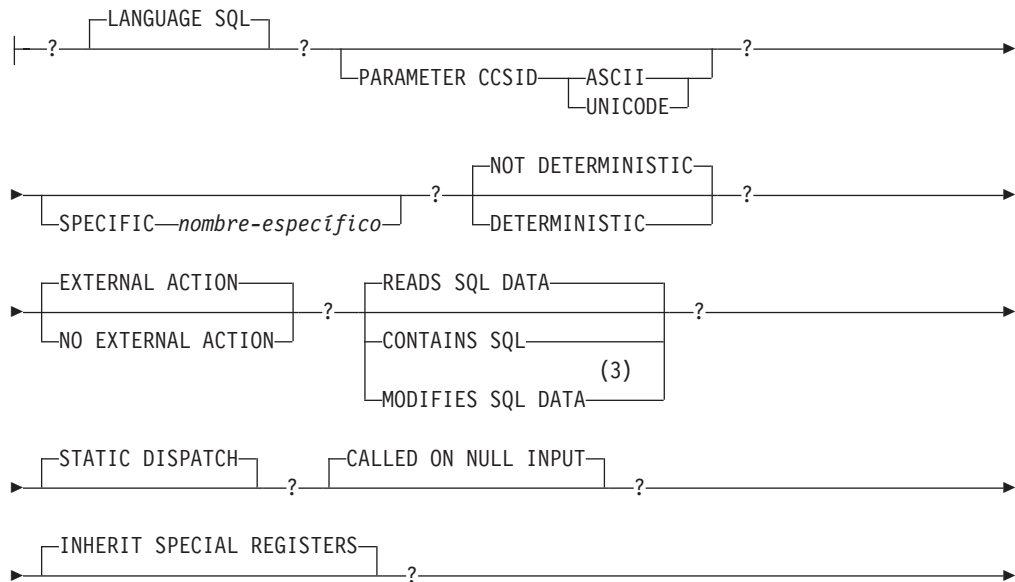 LANGUAGE SQL
? ? ?
PARAMETER CCSID ASCII
UNICODE
NOT DETERMINISTIC
? ?
SPECIFIC nombre-específico DETERMINISTIC
EXTERNAL ACTION READS SQL DATA
? ?
NO EXTERNAL ACTION CONTAINS SQL
(3)
MODIFIES SQL DATA
STATIC DISPATCH CALLED ON NULL INPUT
? ?
INHERIT SPECIAL REGISTERS
?